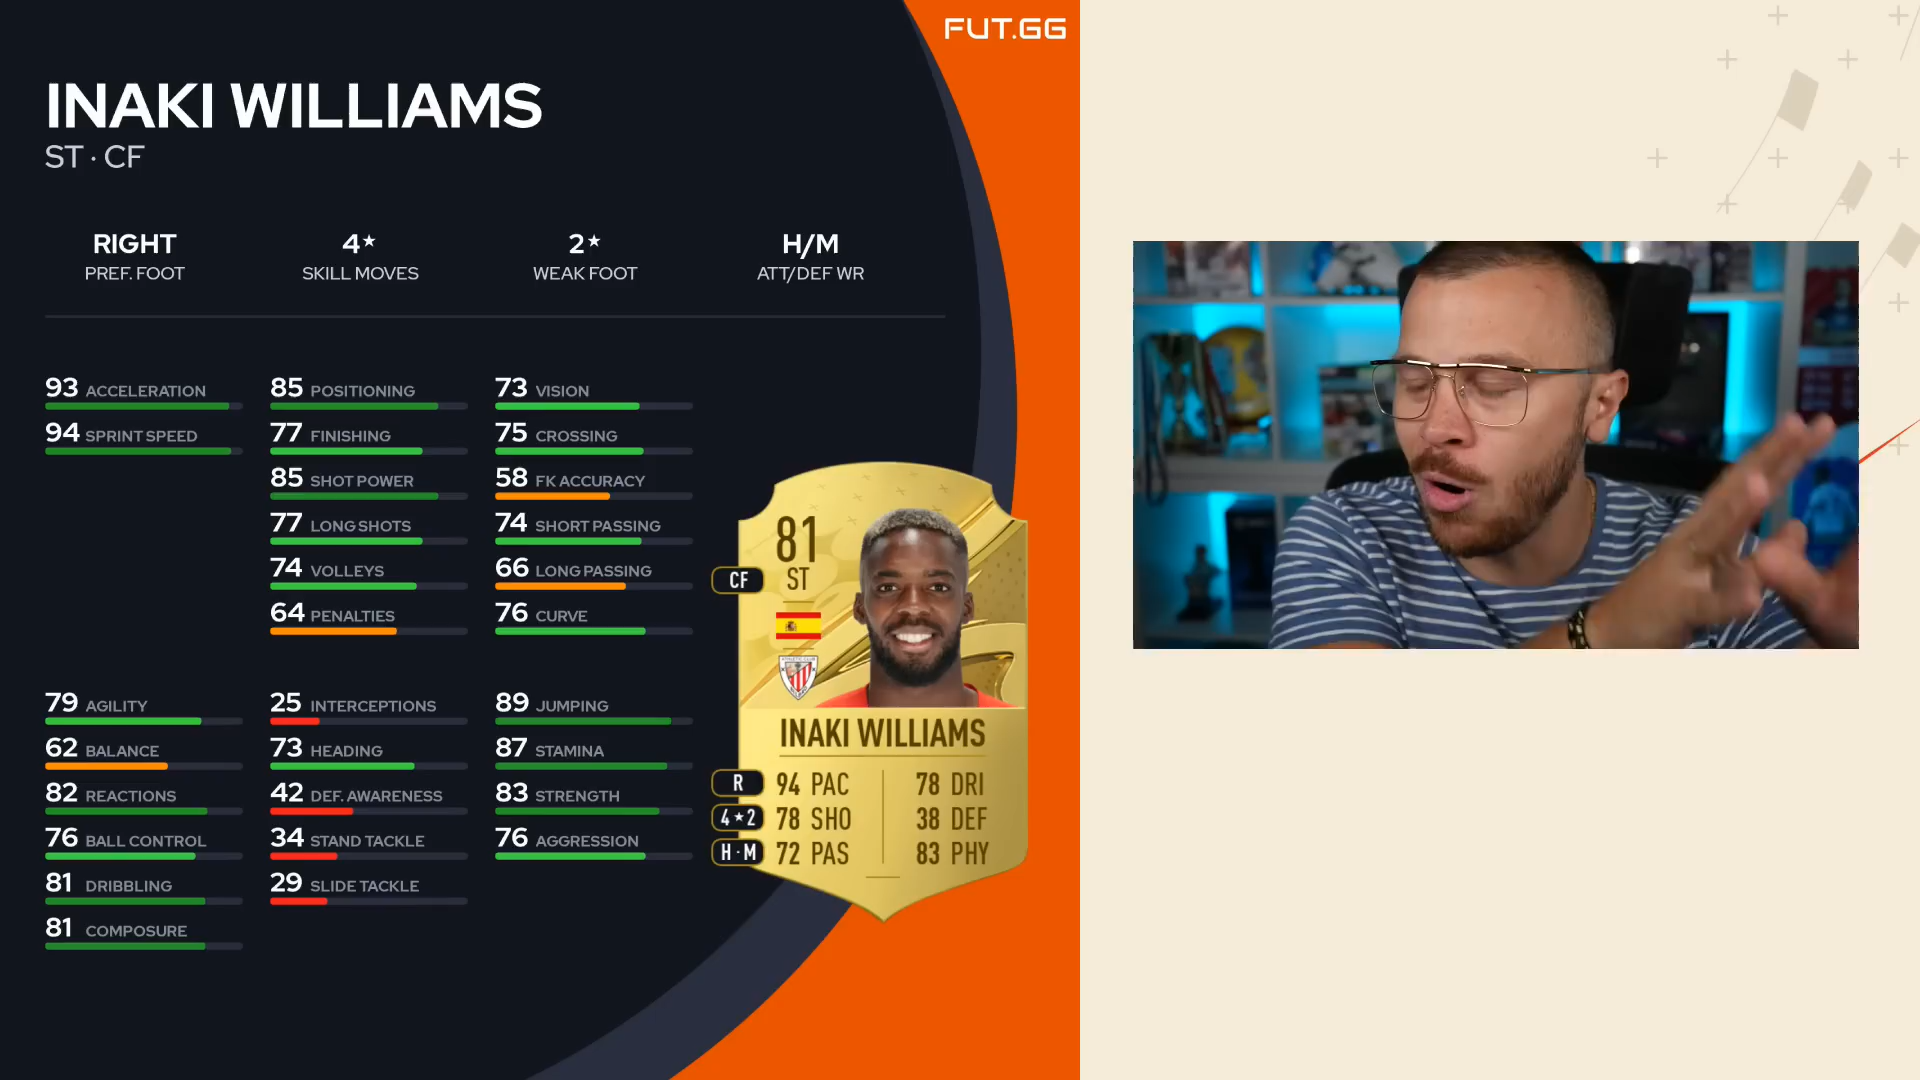 FUT.GG
INAKI WILLIAMS
ST · CF
RIGHT
PREF. FOOT
4★
SKILL MOVES
2★
WEAK FOOT
H/M
ATT/DEF WR
93 ACCELERATION
94 SPRINT SPEED
85 POSITIONING
77 FINISHING
85 SHOT POWER
77 LONG SHOTS
74 VOLLEYS
64 PENALTIES
73 VISION
75 CROSSING
58 FK ACCURACY
74 SHORT PASSING
66 LONG PASSING
76 CURVE
79 AGILITY
62 BALANCE
82 REACTIONS
76 BALL CONTROL
81 DRIBBLING
81 COMPOSURE
25 INTERCEPTIONS
73 HEADING
42 DEF. AWARENESS
34 STAND TACKLE
29 SLIDE TACKLE
89 JUMPING
87 STAMINA
83 STRENGTH
76 AGGRESSION
81
ST
CF
INAKI WILLIAMS
R
4★2
H·M
94 PAC
78 SHO
72 PAS
78 DRI
38 DEF
83 PHY